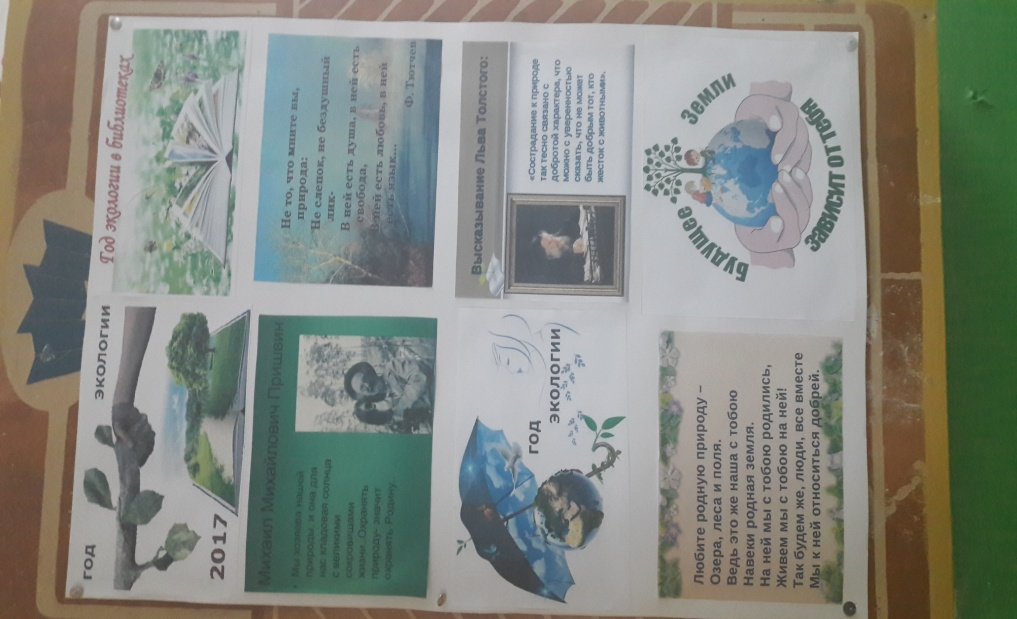 ГОД
ЭКОЛОГИИ
2017
Год экологии в библиотеках
Михаил Михайлович Пришвин
Мы хозяева нашей
природы, и она для
нас кладовая солнца
с великими
сокровищами
жизни. Охранять
природу- значит
охранять Родину.
Не то, что мните вы,
природа:
Не слепок, не бездушный
лик-
В ней есть душа, в ней есть
свобода,
В ней есть любовь, в ней
есть язык...
Ф. Тютчев
ГОД
ЭКОЛОГИИ
Высказывание Льва Толстого:
«Сострадание к природе
так тесно связано с
добротой характера, что
можно с уверенностью
сказать, что не может
быть добрым тот, кто
жесток с животными».
Любите родную природу –
Озера, леса и поля.
Ведь это же наша с тобою
Навеки родная земля.
На ней мы с тобою родились,
Живем мы с тобою на ней!
Так будем же, люди, все вместе
Мы к ней относиться добрей.
Будущее Земли
ЗАВИСИТ ОТ ТЕБЯ